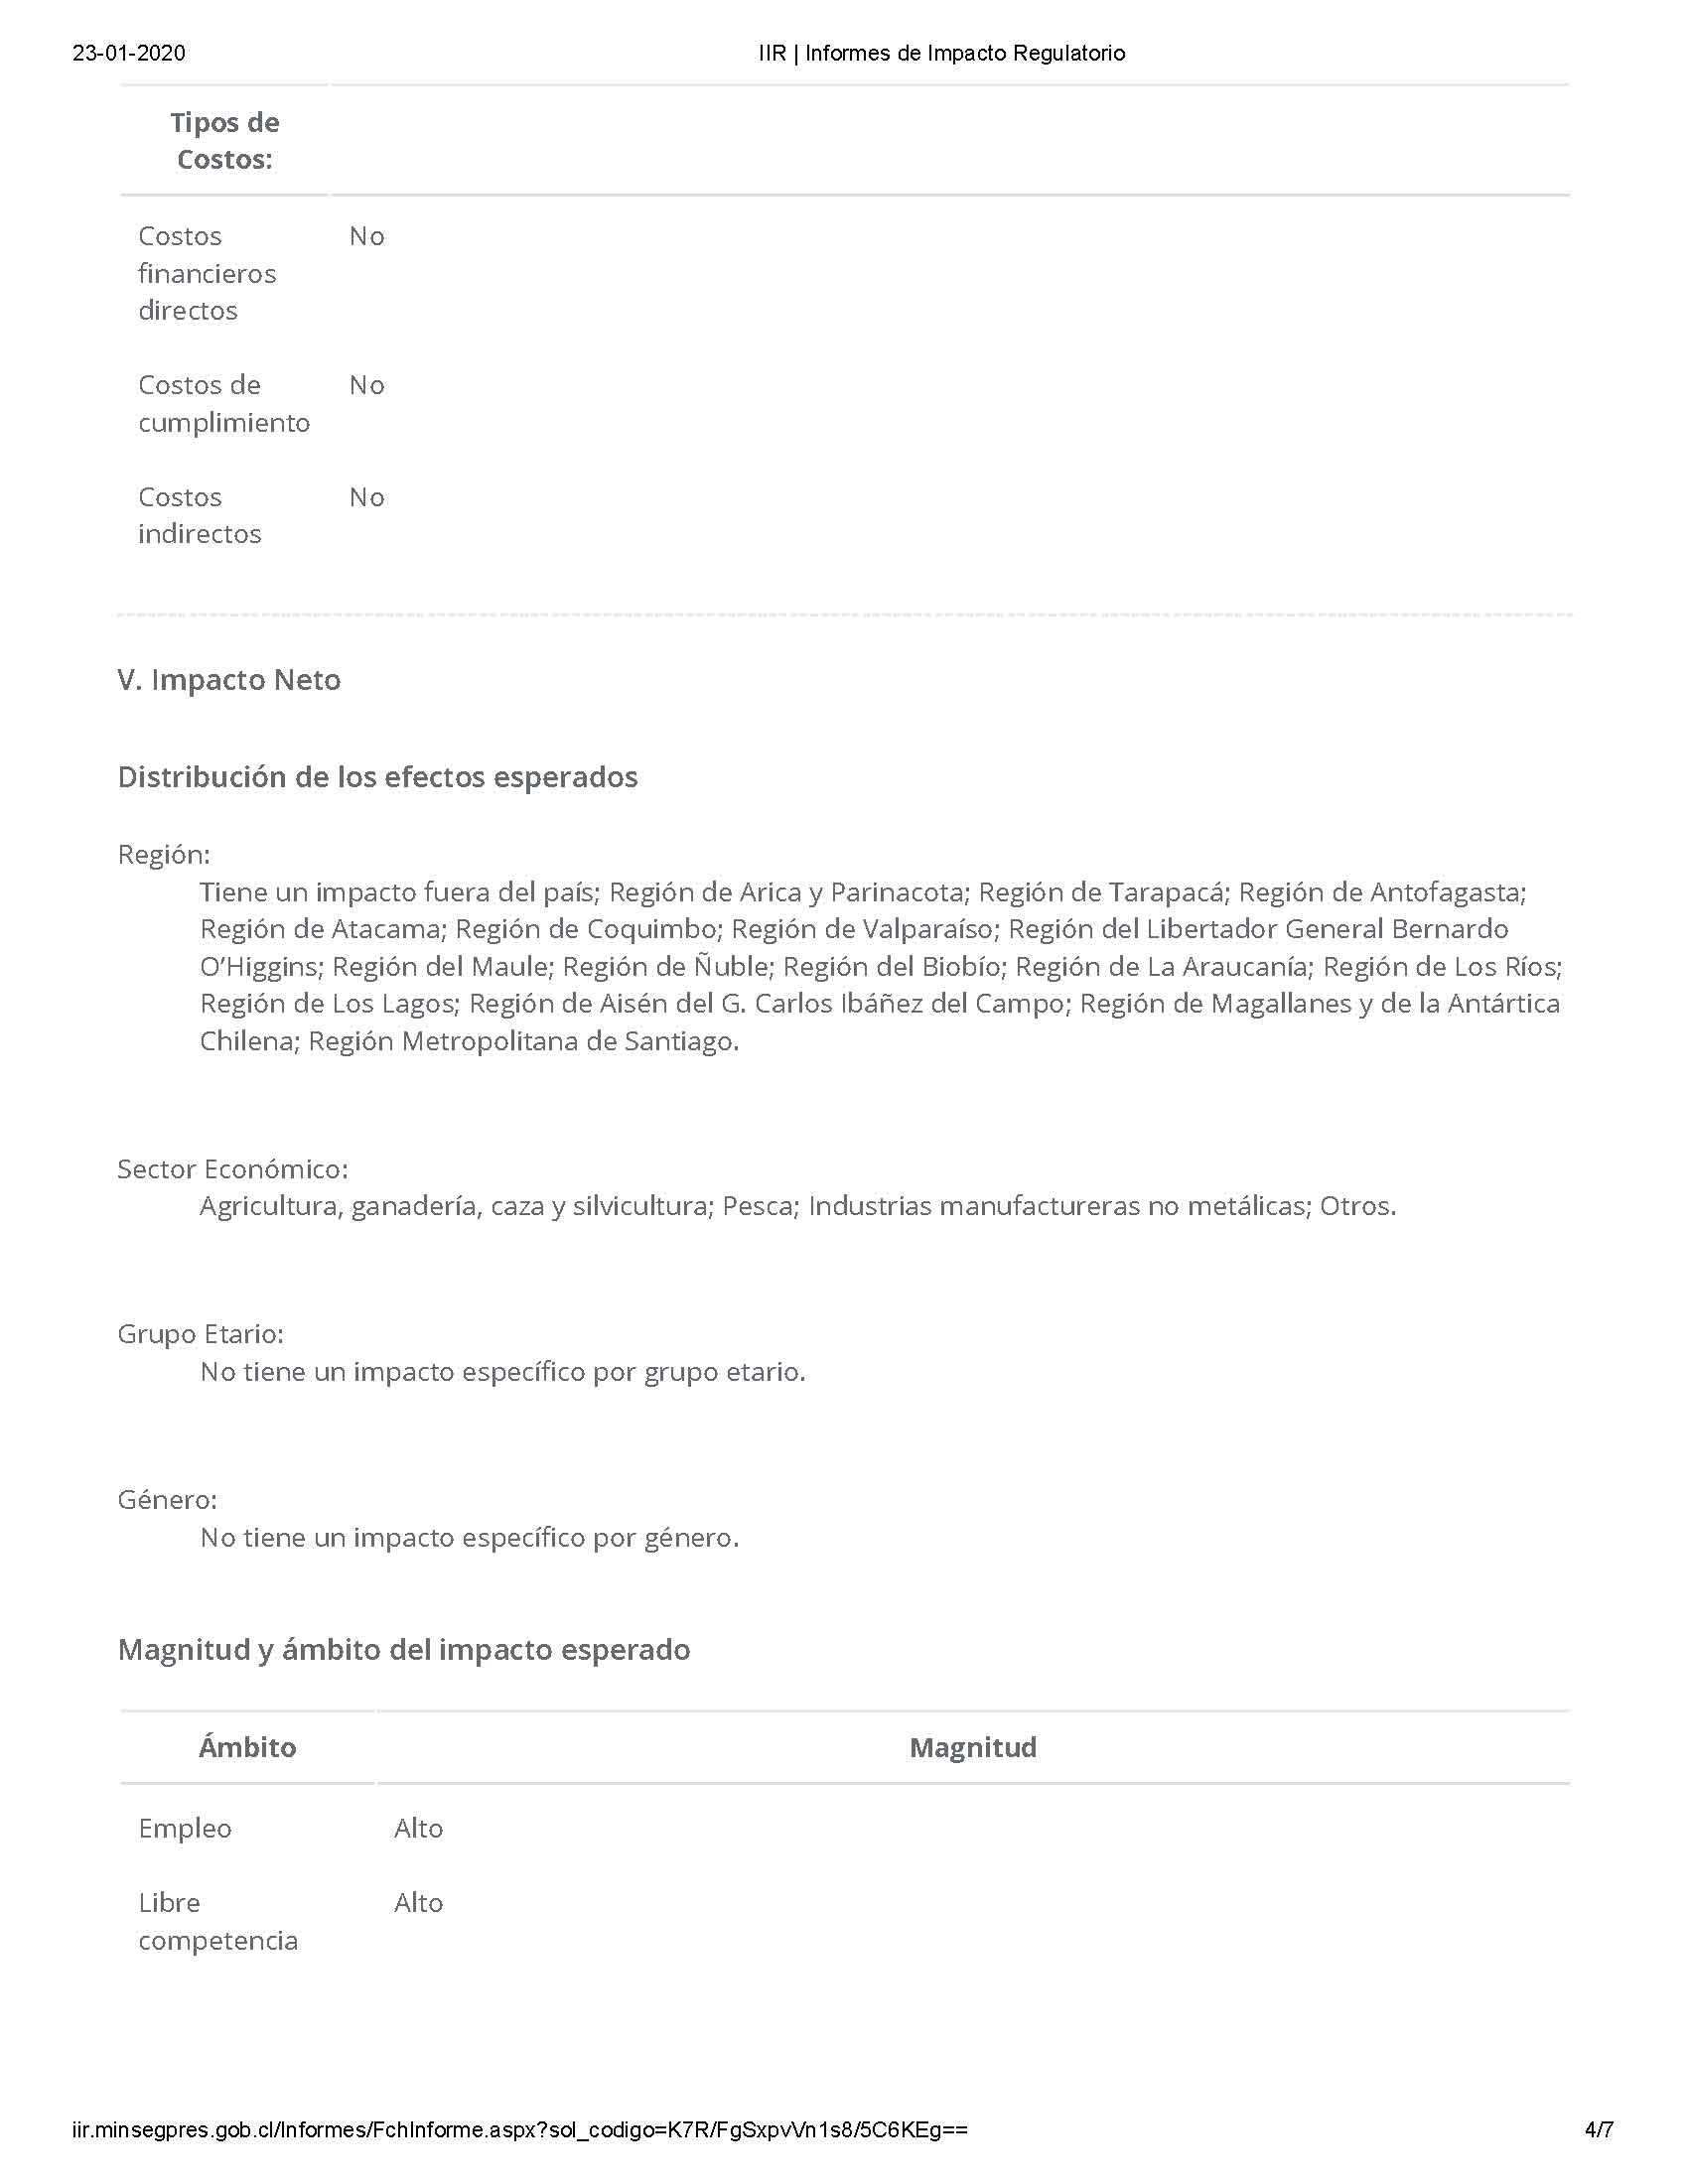 23-01-2020 IIR | Informes de Impacto Regulatorio
Tipos de
Costos:
Costos No
financieros
directos
Costos de No
cumplimiento
Costos No
indirectos
V. Impacto Neto
Distribución de los efectos esperados
Región:
Tiene un impacto fuera del país; Región de Arica y Parinacota; Región de Tarapacá; Región de Antofagasta;
Región de Atacama; Región de Coquimbo; Región de Valparaíso; Región del Libertador General Bernardo
O’Higgins; Región del Maule; Región de Ñuble; Región del Biobío; Región de La Araucanía; Región de Los Ríos;
Región de Los Lagos; Región de Aisén del G. Carlos Ibáñez del Campo; Región de Magallanes y de la Antártica
Chilena; Región Metropolitana de Santiago.
Sector Económico:
Agricultura, ganadería, caza y silvicultura; Pesca; Industrias manufactureras no metálicas; Otros.
Grupo Etario:
No tiene un impacto específico por grupo etario.
Género:
No tiene un impacto específico por género.
Magnitud y ámbito del impacto esperado
Ámbito Magnitud
Empleo Alto
Libre Alto
competencia
iir.minsegpres.gob.cl/Informes/FchInforme.aspx?sol_codigo=K7R/FgSxpvVn1s8/5C6KEg== 4/7